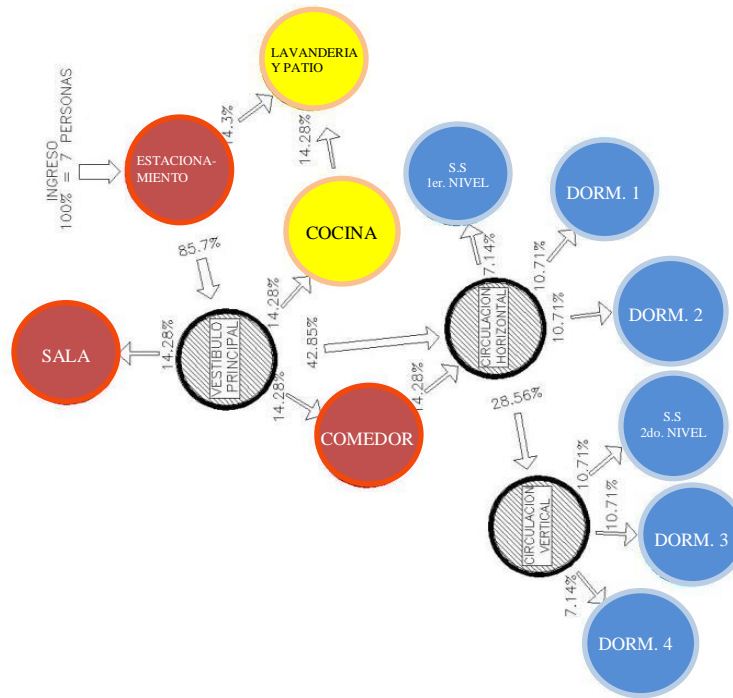 INGRESO
100% = 7 PERSONAS
ESTACIONA-
MIENTO
14.3%
LAVANDERIA
Y PATIO
14.28%
COCINA
85.7%
VESTIBULO
PRINCIPAL
14.28%
SALA
14.28%
14.28%
COMEDOR
42.85%
14.28%
CIRCULACION
HORIZONTAL
7.14%
S.S
1er. NIVEL
10.71%
DORM. 1
10.71%
DORM. 2
28.56%
CIRCULACION
VERTICAL
10.71%
S.S
2do. NIVEL
10.71%
DORM. 3
7.14%
DORM. 4